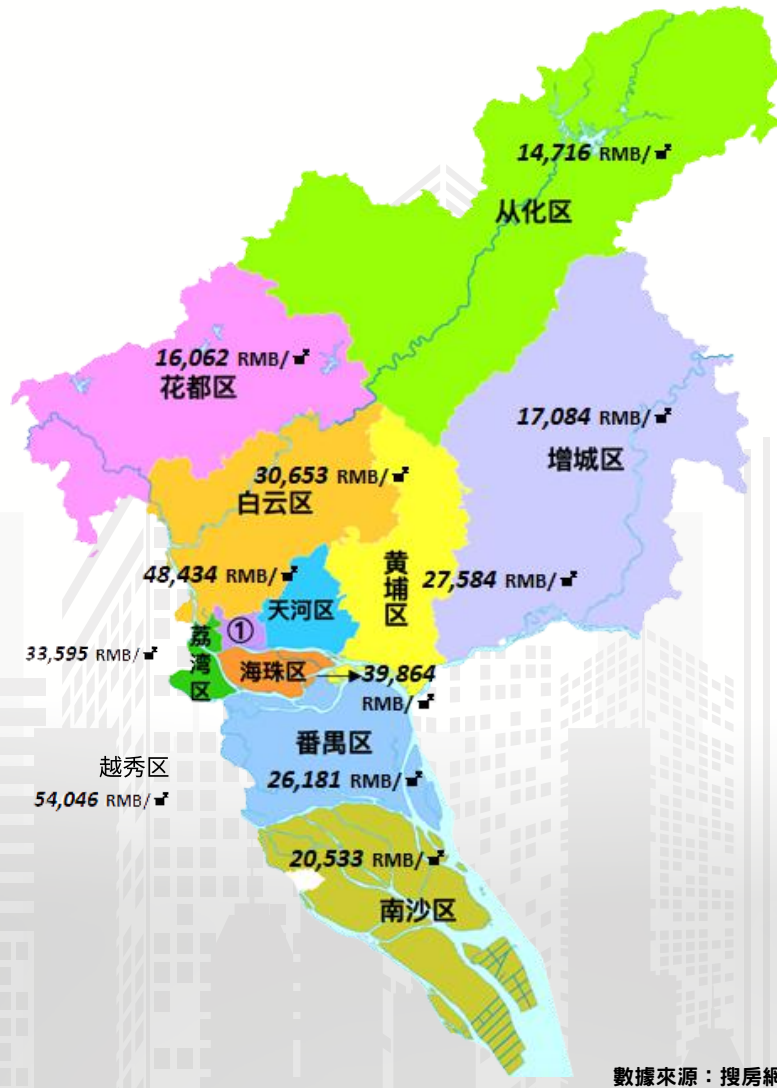 14,716 RMB/㎡
从化区
16,062 RMB/㎡
花都区
17,084 RMB/㎡
增城区
30,653 RMB/㎡
白云区
黄埔区
48,434 RMB/㎡
27,584 RMB/㎡
天河区
①
荔湾区
33,595 RMB/㎡
海珠区
39,864
RMB/㎡
番禺区
越秀区
26,181 RMB/㎡
54,046 RMB/㎡
20,533 RMB/㎡
南沙区
數據來源：搜房網